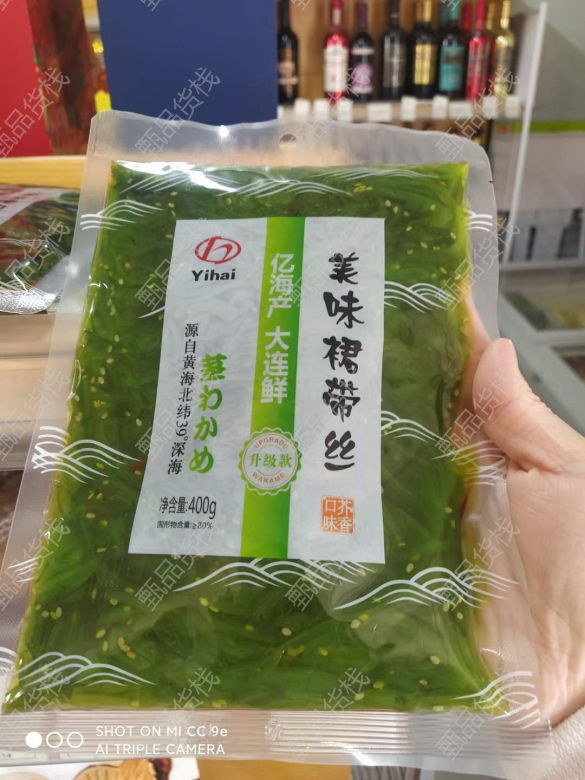 Yihai
美味裙带丝
亿海产 大连鲜
茎わかめ
源自黄海北纬39°深海
UPGRADU
升级款
WAKAME
净含量:400g
固形物含量:≥80%
芥香
口味
甄品货栈
SHOT ON MI CC 9e
AI TRIPLE CAMERA